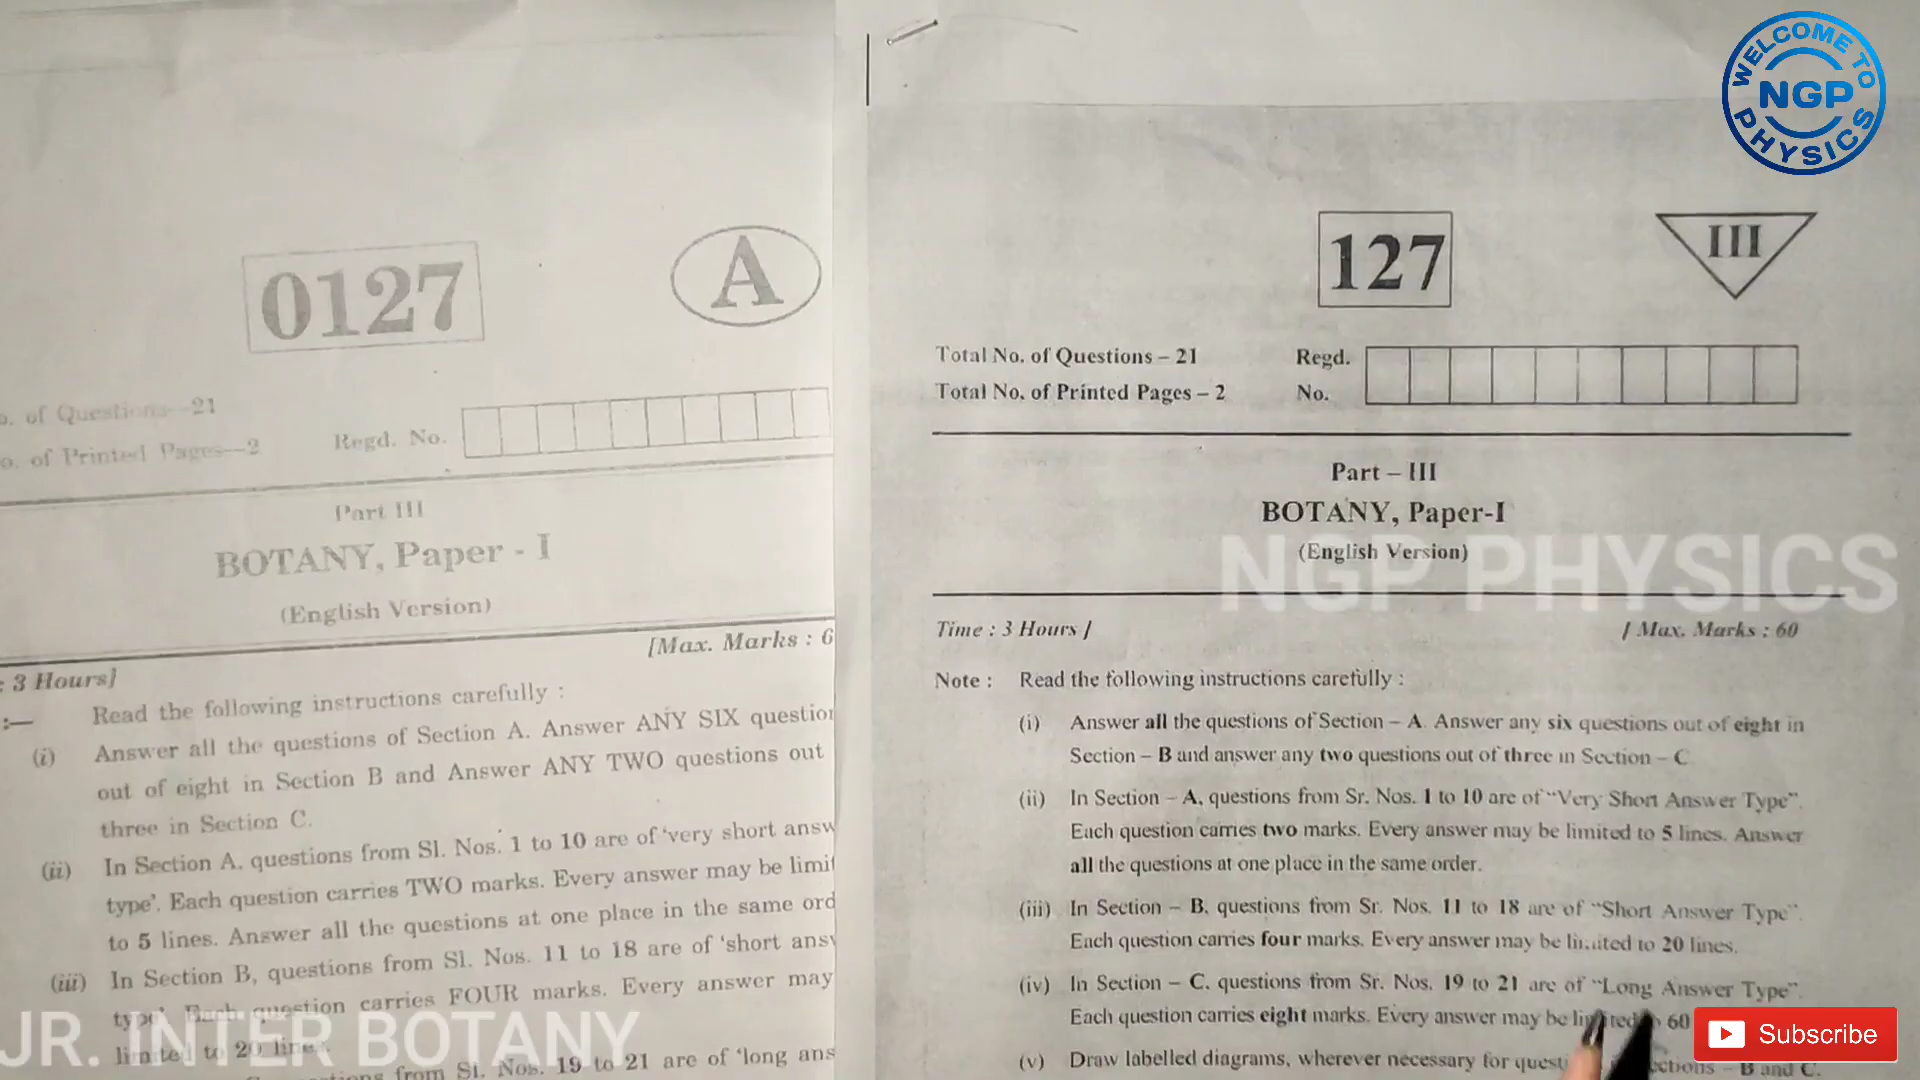 0127
A
o. of Questions—21
o. of Printed Pages—2
Regd. No.
Part III
BOTANY, Paper - I
(English Version)
[Max. Marks : 6
: 3 Hours]
:— Read the following instructions carefully :
(i) Answer all the questions of Section A. Answer ANY SIX question
out of eight in Section B and Answer ANY TWO questions out
three in Section C.
(ii) In Section A, questions from Sl. Nos. 1 to 10 are of 'very short answ
type'. Each question carries TWO marks. Every answer may be limit
to 5 lines. Answer all the questions at one place in the same ord
(iii) In Section B, questions from Sl. Nos. 11 to 18 are of 'short answ
type'. Each question carries FOUR marks. Every answer may
limited to 20 lines.
questions from Sl. Nos. 19 to 21 are of 'long ans
JR. INTER BOTANY
WELCOME TO
NGP
PHYSICS
127
III
Total No. of Questions – 21
Total No. of Printed Pages – 2
Regd.
No.
Part – III
BOTANY, Paper-I
(English Version)
NGP PHYSICS
Time : 3 Hours ]
[ Max. Marks : 60
Note : Read the following instructions carefully :
(i) Answer all the questions of Section – A. Answer any six questions out of eight in
Section – B and answer any two questions out of three in Section – C
(ii) In Section – A, questions from Sr. Nos. 1 to 10 are of "Very Short Answer Type".
Each question carries two marks. Every answer may be limited to 5 lines. Answer
all the questions at one place in the same order.
(iii) In Section – B, questions from Sr. Nos. 11 to 18 are of "Short Answer Type".
Each question carries four marks. Every answer may be limited to 20 lines.
(iv) In Section – C, questions from Sr. Nos. 19 to 21 are of "Long Answer Type".
Each question carries eight marks. Every answer may be limited to 60
(v) Draw labelled diagrams, wherever necessary for questi ections – B and C.
Subscribe